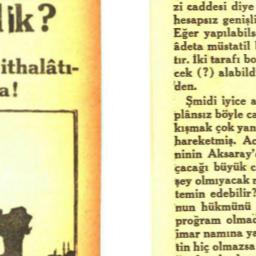 lik?
ithalâtı-
a!
zi caddesi diye
hesapsız genişli
Eğer yapılabils
âdeta müstatil
tır. İki tarafı bo
cek (?) alabild
'den.
Şmidi iyice a
plânsız böyle ca
kışmak çok yan
hareketmiş. Ac
ninin Aksaray'
çacağı büyük c
şey olmıyacak m
temin edebilir?
nun hükmünü
proğram olmad
imar namına ya
tin hiç olmazsa